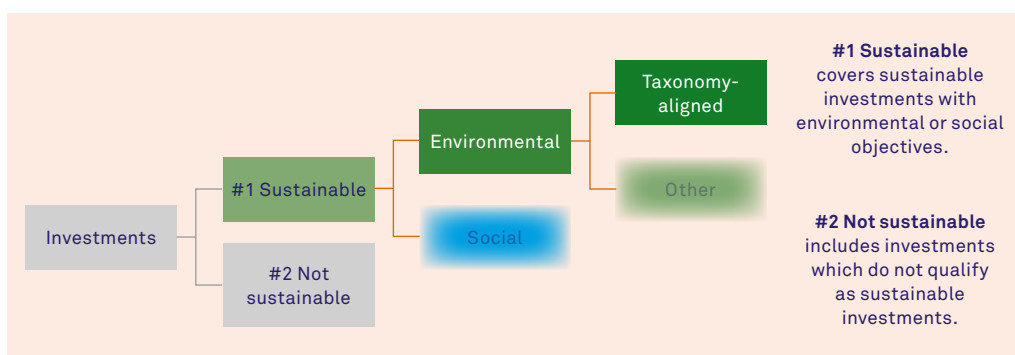 Investments
#1 Sustainable
#2 Not
sustainable
Environmental
Social
Taxonomy-
aligned
Other
#1 Sustainable
covers sustainable
investments with
environmental or social
objectives.
#2 Not sustainable
includes investments
which do not qualify
as sustainable
investments.